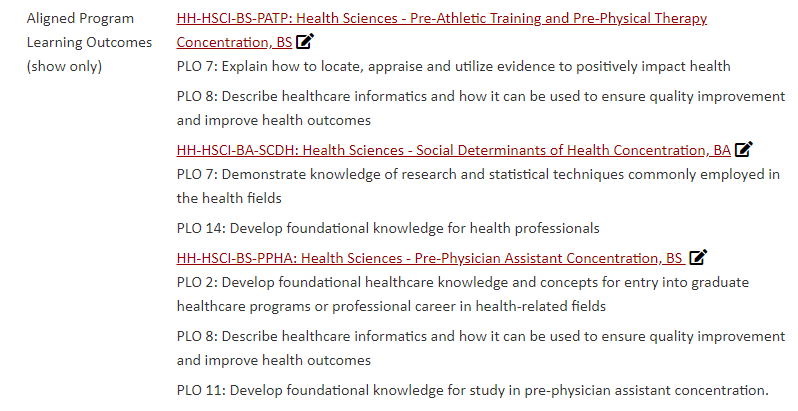 Aligned Program
Learning Outcomes
(show only)
HH-HSCI-BS-PATP: Health Sciences - Pre-Athletic Training and Pre-Physical Therapy
Concentration, BS
PLO 7: Explain how to locate, appraise and utilize evidence to positively impact health
PLO 8: Describe healthcare informatics and how it can be used to ensure quality improvement
and improve health outcomes
HH-HSCI-BA-SCDH: Health Sciences - Social Determinants of Health Concentration, BA
PLO 7: Demonstrate knowledge of research and statistical techniques commonly employed in
the health fields
PLO 14: Develop foundational knowledge for health professionals
HH-HSCI-BS-PPHA: Health Sciences - Pre-Physician Assistant Concentration, BS
PLO 2: Develop foundational healthcare knowledge and concepts for entry into graduate
healthcare programs or professional career in health-related fields
PLO 8: Describe healthcare informatics and how it can be used to ensure quality improvement
and improve health outcomes
PLO 11: Develop foundational knowledge for study in pre-physician assistant concentration.